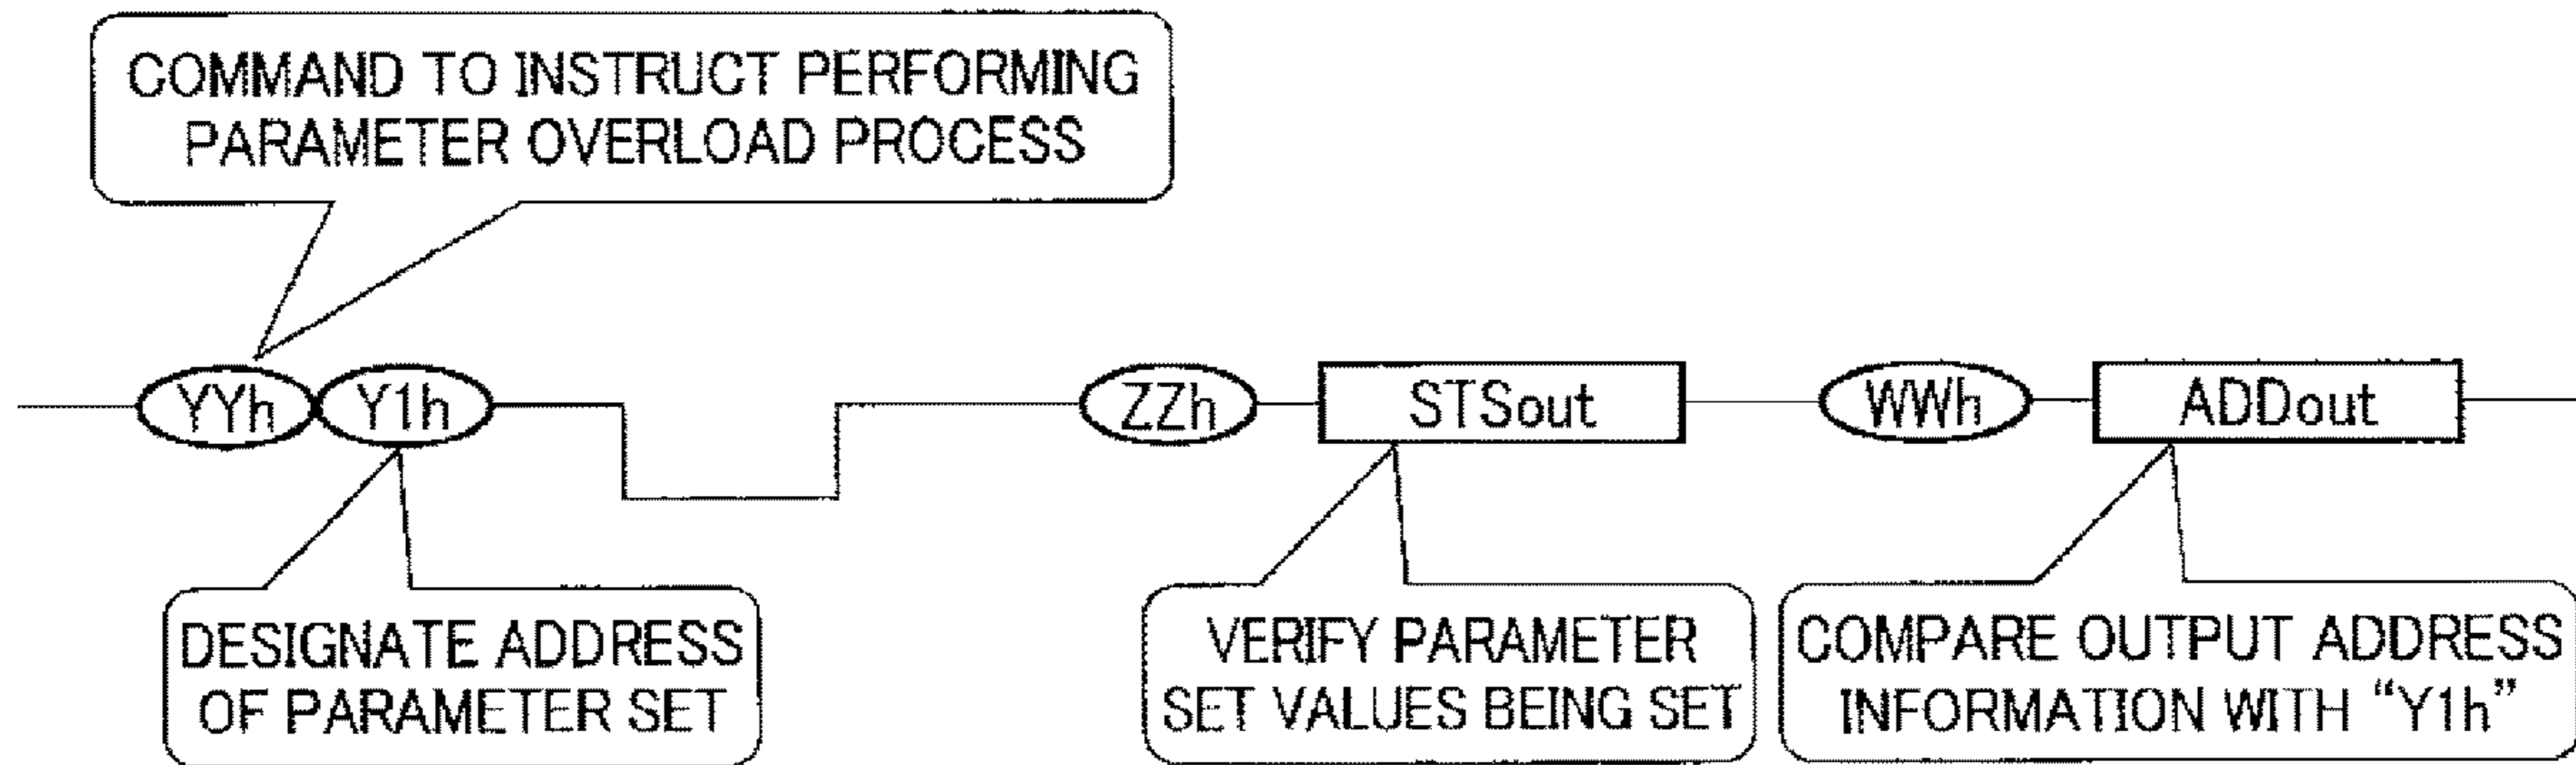 COMMAND TO INSTRUCT PERFORMING
PARAMETER OVERLOAD PROCESS
YYh Y1h ZZh STSout WWh ADDout
DESIGNATE ADDRESS
OF PARAMETER SET
VERIFY PARAMETER
SET VALUES BEING SET
COMPARE OUTPUT ADDRESS
INFORMATION WITH “Y1h”